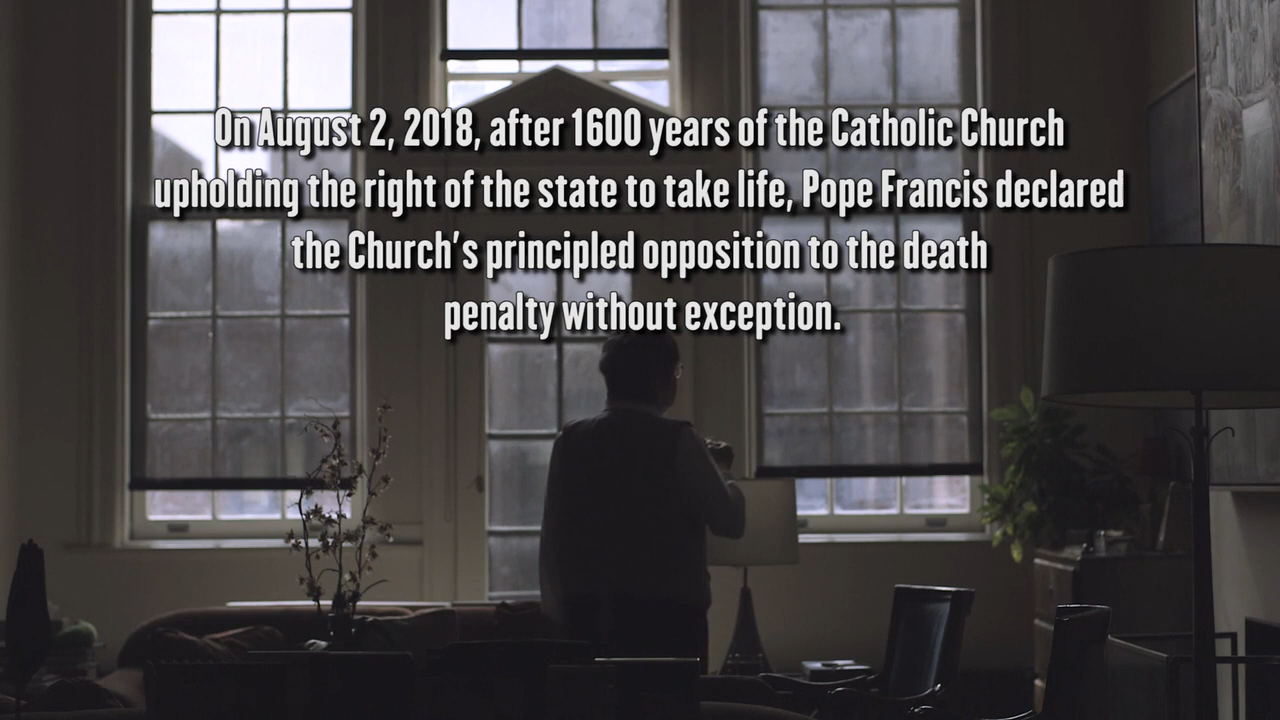 On August 2, 2018, after 1600 years of the Catholic Church
upholding the right of the state to take life, Pope Francis declared
the Church's principled opposition to the death
penalty without exception.